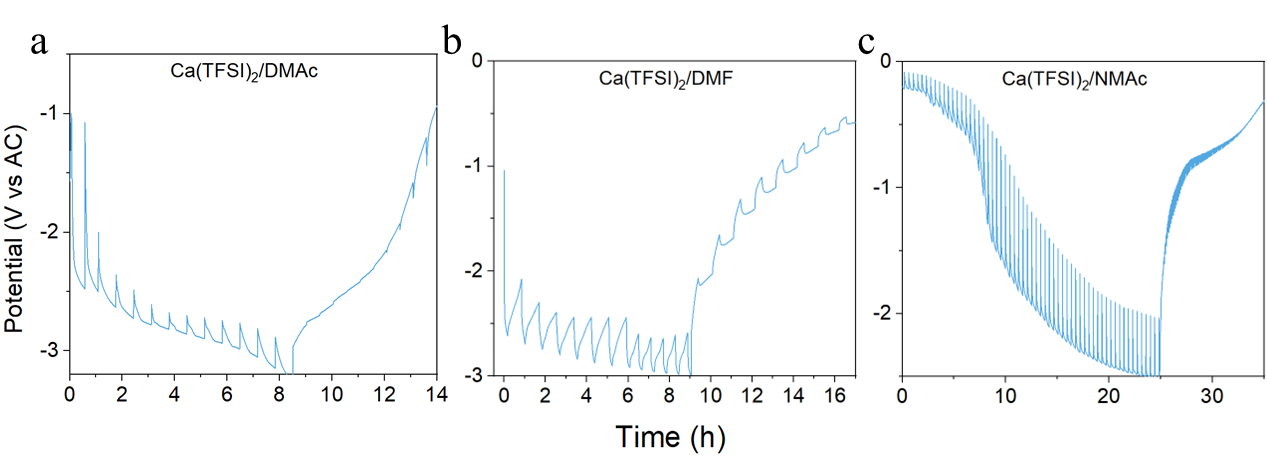 a
b
c
Ca(TFSI)₂/DMAc
Ca(TFSI)₂/DMF
Ca(TFSI)₂/NMAc
Potential (V vs AC)
-1
-2
-3
0 2 4 6 8 10 12 14
0
-1
-2
-3
0 2 4 6 8 10 12 14 16
0
-1
-2
0 10 20 30
Time (h)